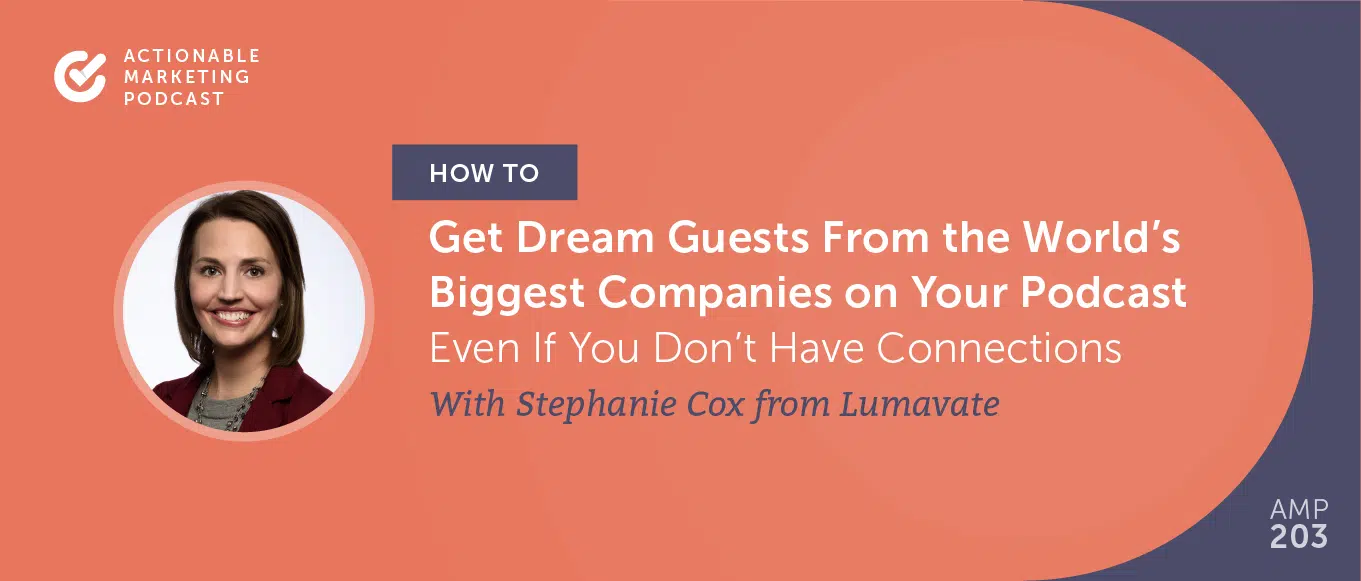 ACTIONABLE
MARKETING
PODCAST
HOW TO
Get Dream Guests From the World’s
Biggest Companies on Your Podcast
Even If You Don’t Have Connections
With Stephanie Cox from Lumavate
AMP
203